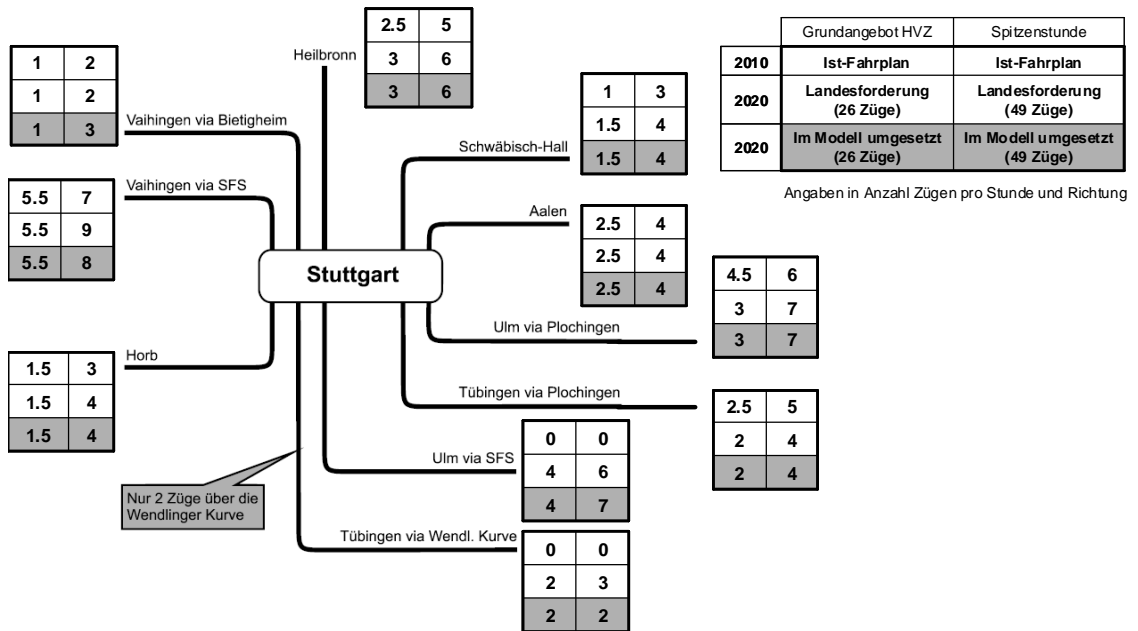 Grundangebot HVZ Spitzenstunde
2010 Ist-Fahrplan Ist-Fahrplan
2020 Landesforderung Landesforderung
(26 Züge) (49 Züge)
2020 Im Modell umgesetzt Im Modell umgesetzt
(26 Züge) (49 Züge)
Angaben in Anzahl Zügen pro Stunde und Richtung
Heilbronn
2.5 5
3 6
3 6
Vaihingen via Bietigheim
1 2
1 2
1 3
Schwäbisch-Hall
1 3
1.5 4
1.5 4
Vaihingen via SFS
5.5 7
5.5 9
5.5 8
Aalen
2.5 4
2.5 4
2.5 4
Stuttgart
Ulm via Plochingen
4.5 6
3 7
3 7
Horb
1.5 3
1.5 4
1.5 4
Tübingen via Plochingen
2.5 5
2 4
2 4
Ulm via SFS
0 0
4 6
4 7
Nur 2 Züge über die
Wendlinger Kurve
Tübingen via Wendl. Kurve
0 0
2 3
2 2